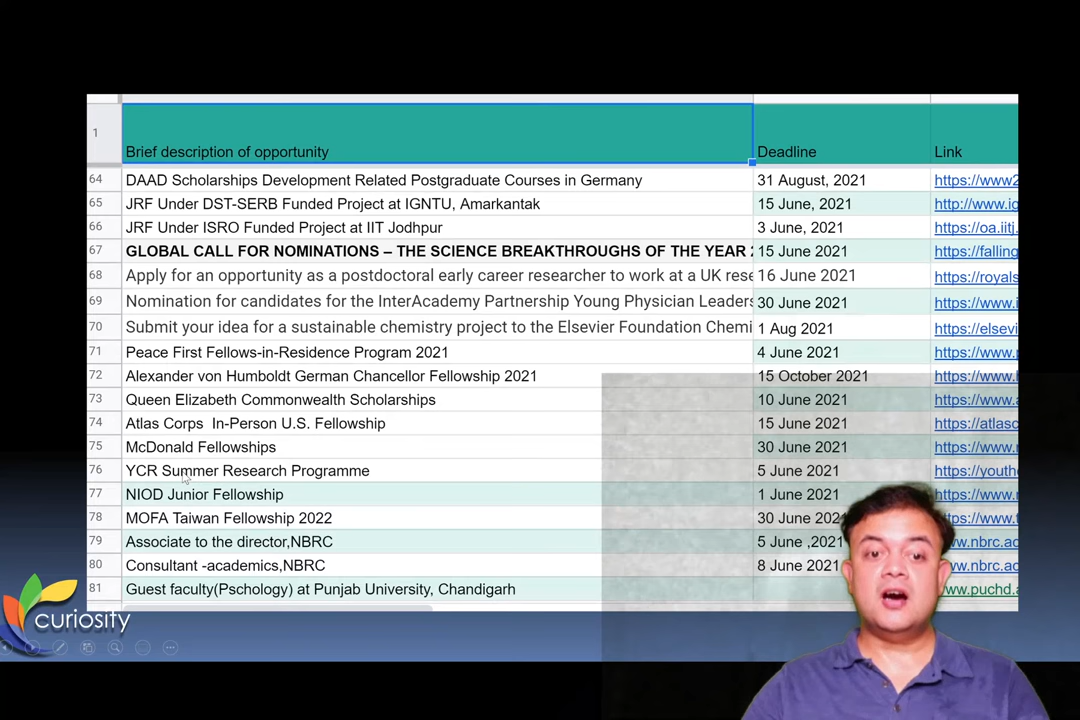 1 Brief description of opportunity Deadline Link
64 DAAD Scholarships Development Related Postgraduate Courses in Germany 31 August, 2021 https://www2
65 JRF Under DST-SERB Funded Project at IGNTU, Amarkantak 15 June, 2021 http://www.ig
66 JRF Under ISRO Funded Project at IIT Jodhpur 3 June, 2021 https://oa.iitj.
67 GLOBAL CALL FOR NOMINATIONS – THE SCIENCE BREAKTHROUGHS OF THE YEAR 15 June 2021 https://falling
68 Apply for an opportunity as a postdoctoral early career researcher to work at a UK rese 16 June 2021 https://royals
69 Nomination for candidates for the InterAcademy Partnership Young Physician Leaders 30 June 2021 https://www.i
70 Submit your idea for a sustainable chemistry project to the Elsevier Foundation Chemi 1 Aug 2021 https://elsevi
71 Peace First Fellows-in-Residence Program 2021 4 June 2021 https://www.
72 Alexander von Humboldt German Chancellor Fellowship 2021 15 October 2021 https://www.
73 Queen Elizabeth Commonwealth Scholarships 10 June 2021 https://www.a
74 Atlas Corps In-Person U.S. Fellowship 15 June 2021 https://atlasc
75 McDonald Fellowships 30 June 2021 https://www.
76 YCR Summer Research Programme 5 June 2021 https://youth
77 NIOD Junior Fellowship 1 June 2021 https://www.
78 MOFA Taiwan Fellowship 2022 30 June 202 ttps://www.t
79 Associate to the director,NBRC 5 June ,2021 ww.nbrc.ac
80 Consultant -academics,NBRC 8 June 2021 ww.nbrc.ac
81 Guest faculty(Pschology) at Punjab University, Chandigarh ww.puchd.a
curiosity